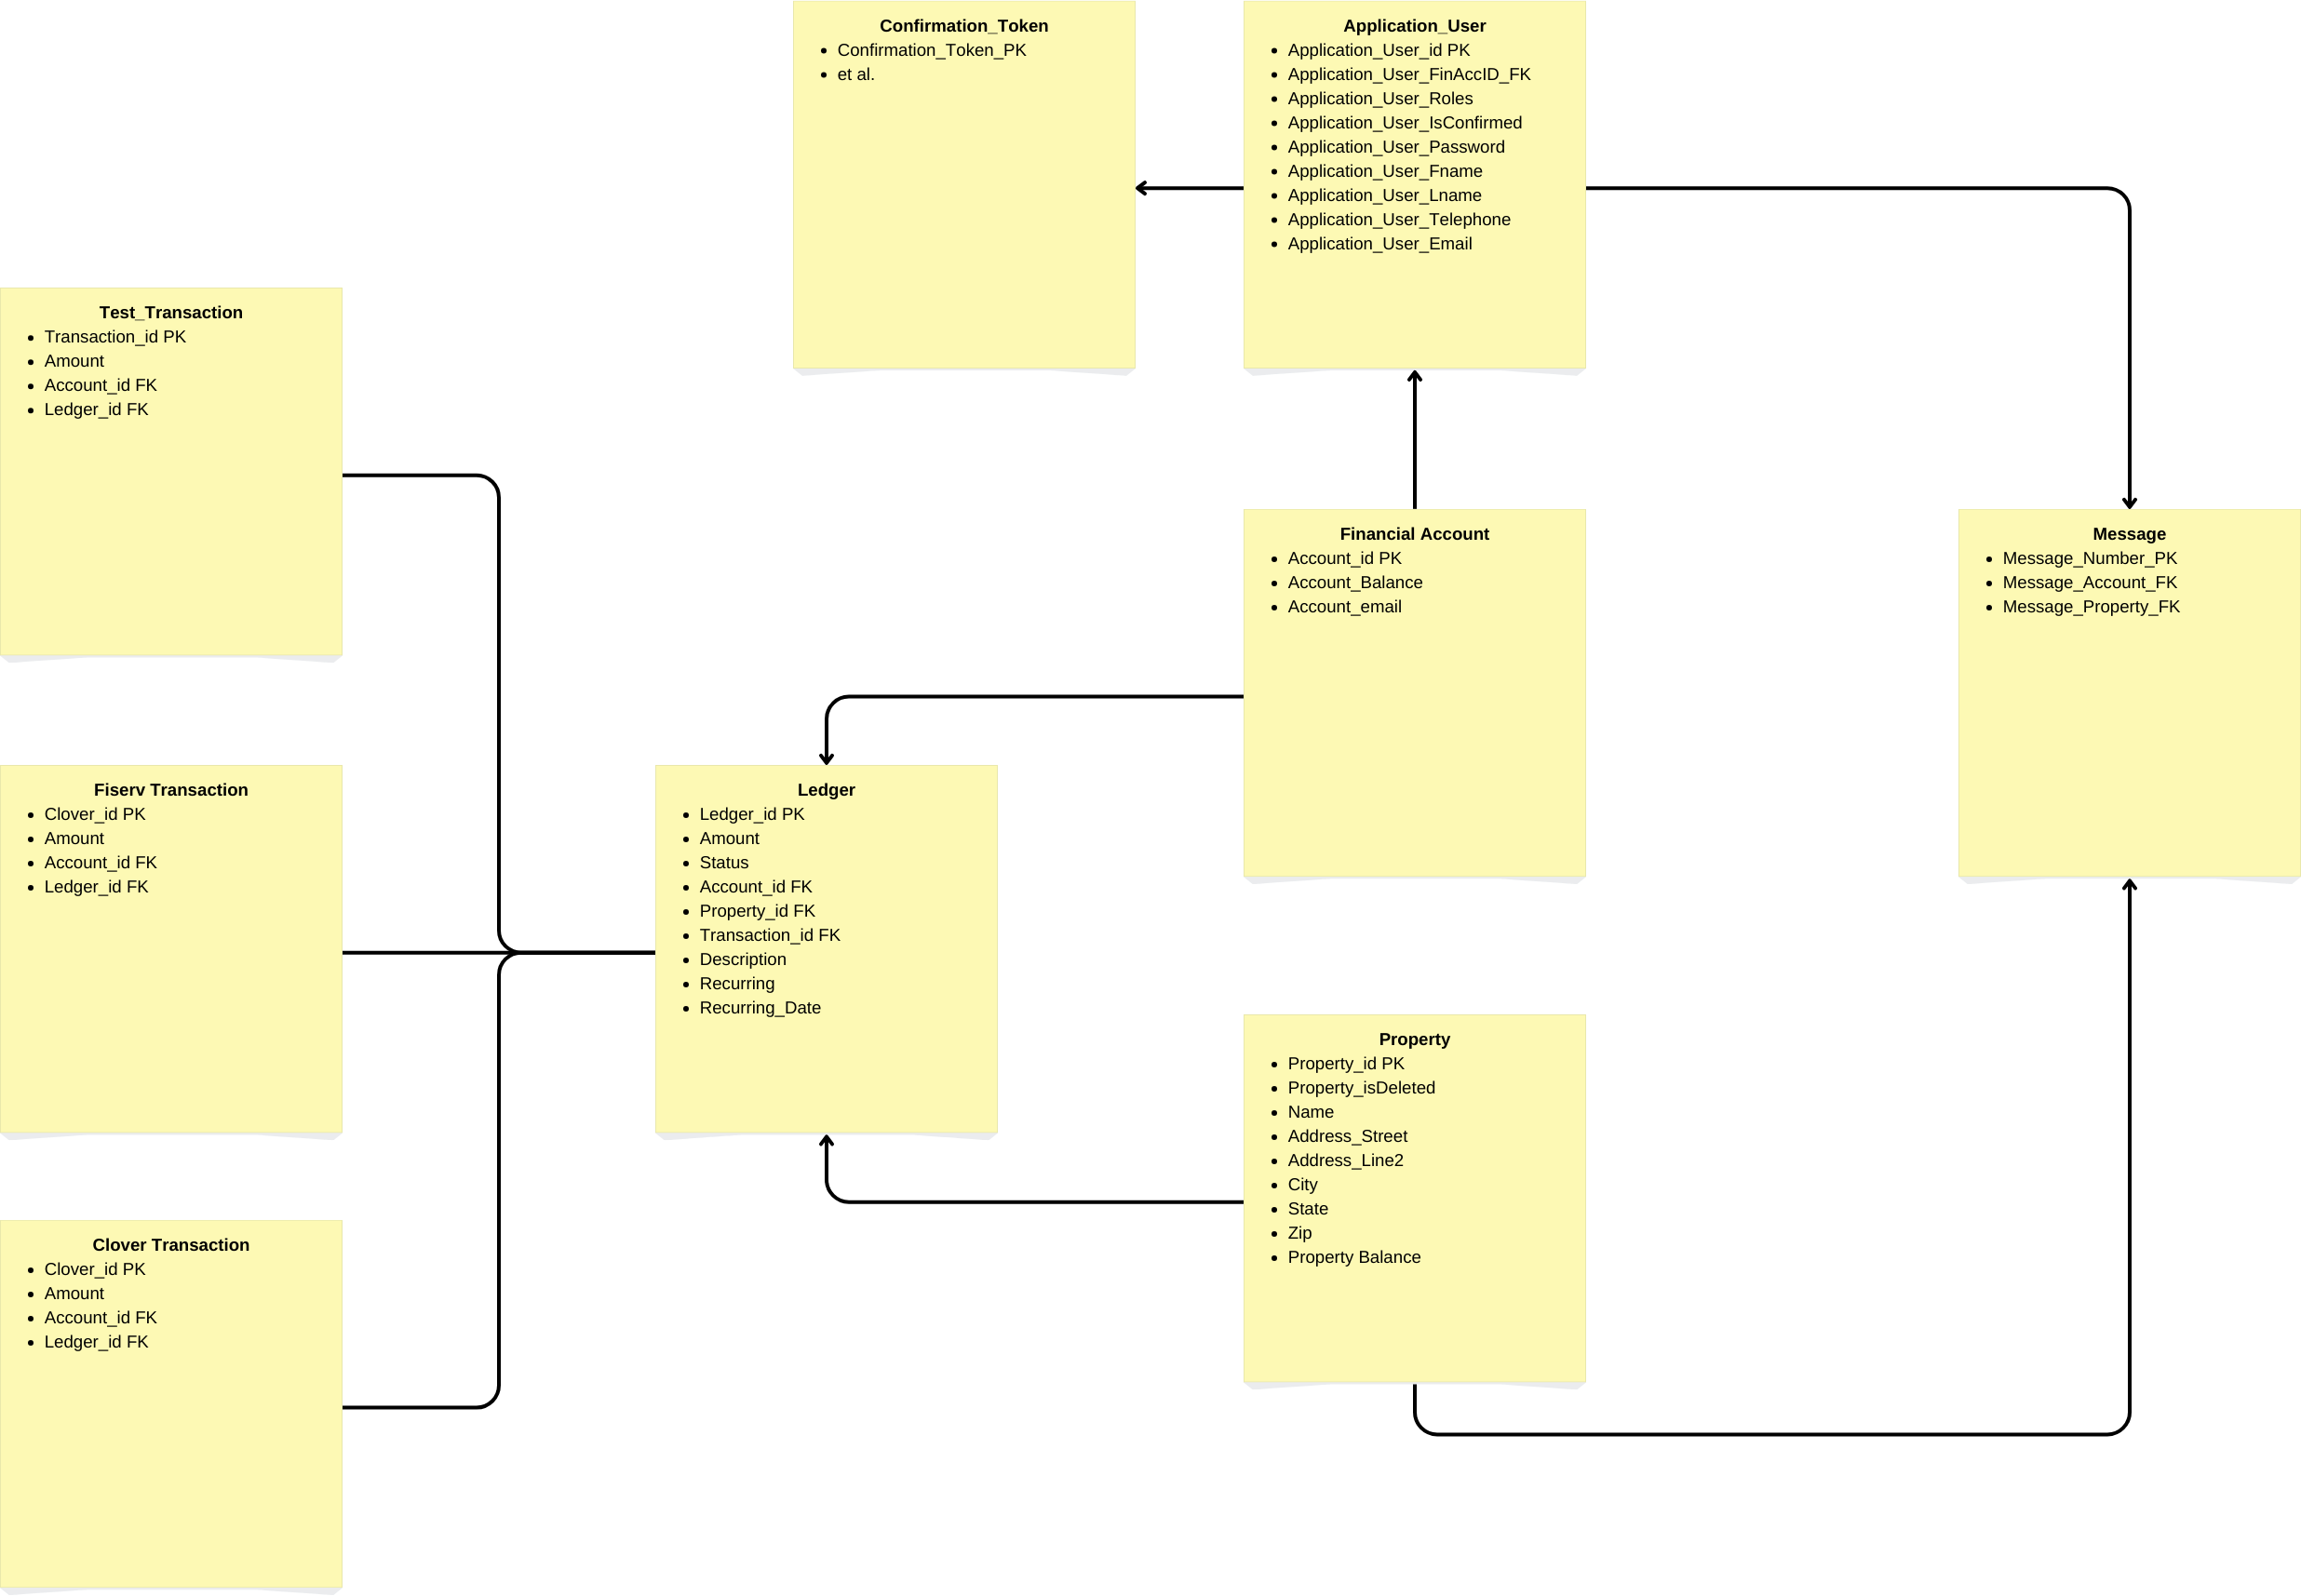 Confirmation_Token
Confirmation_Token_PK
et al.
Application_User
Application_User_id PK
Application_User_FinAccID_FK
Application_User_Roles
Application_User_IsConfirmed
Application_User_Password
Application_User_Fname
Application_User_Lname
Application_User_Telephone
Application_User_Email
Test_Transaction
Transaction_id PK
Amount
Account_id FK
Ledger_id FK
Financial Account
Account_id PK
Account_Balance
Account_email
Message
Message_Number_PK
Message_Account_FK
Message_Property_FK
Fiserv Transaction
Clover_id PK
Amount
Account_id FK
Ledger_id FK
Ledger
Ledger_id PK
Amount
Status
Account_id FK
Property_id FK
Transaction_id FK
Description
Recurring
Recurring_Date
Property
Property_id PK
Property_isDeleted
Name
Address_Street
Address_Line2
City
State
Zip
Property Balance
Clover Transaction
Clover_id PK
Amount
Account_id FK
Ledger_id FK